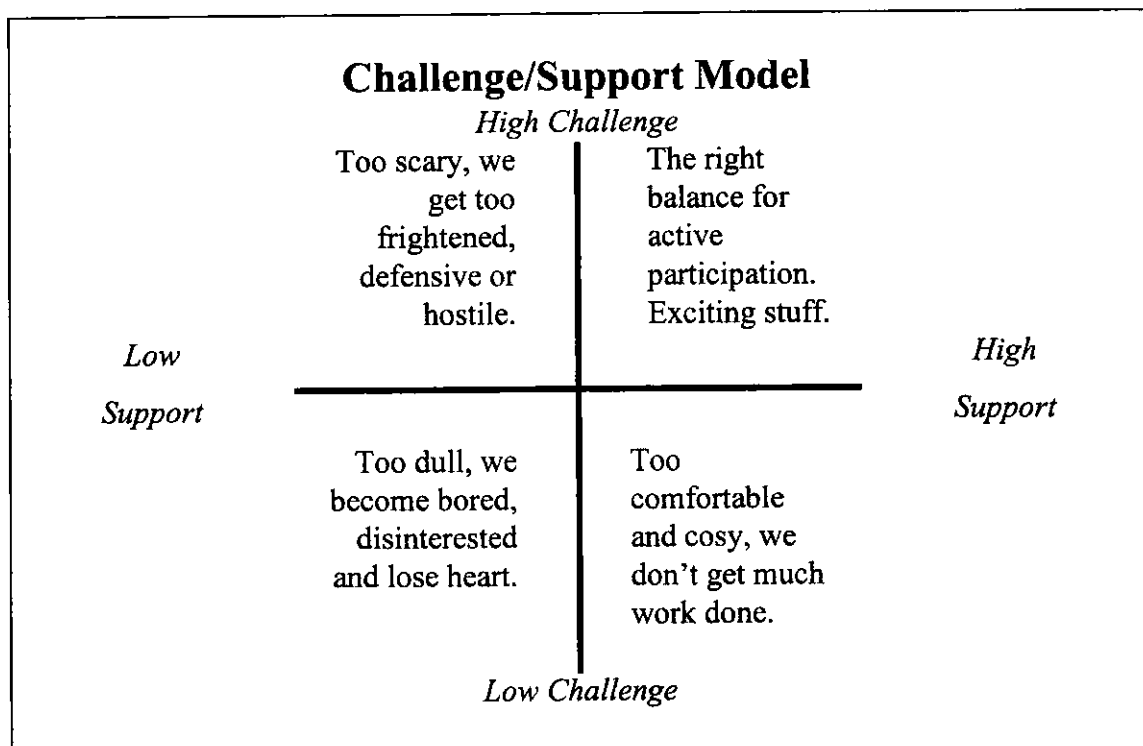 Challenge/Support Model
High Challenge
Too scary, we
get too
frightened,
defensive or
hostile.
The right
balance for
active
participation.
Exciting stuff.
Low
Support
High
Support
Too dull, we
become bored,
disinterested
and lose heart.
Too
comfortable
and cosy, we
don't get much
work done.
Low Challenge